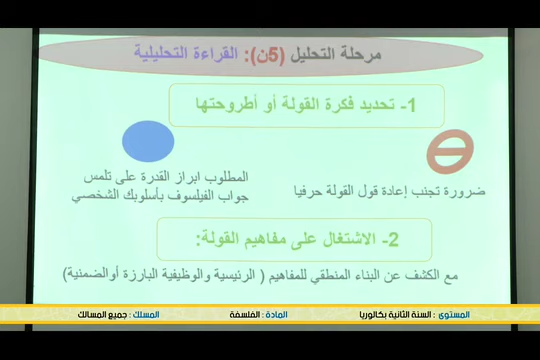 مرحلة التحليل (5ن): القراءة التحليلية
1- تحديد فكرة القولة أو أطروحتها
ضرورة تجنب إعادة قول القولة حرفيا
المطلوب ابراز القدرة على تلمس
جواب الفيلسوف بأسلوبك الشخصي
2- الاشتغال على مفاهيم القولة:
مع الكشف عن البناء المنطقي للمفاهيم ( الرئيسية والوظيفية البارزة أوالضمنية)
المستوى : السنة الثانية بكالوريا
المادة : الفلسفة
المسلك : جميع المسالك